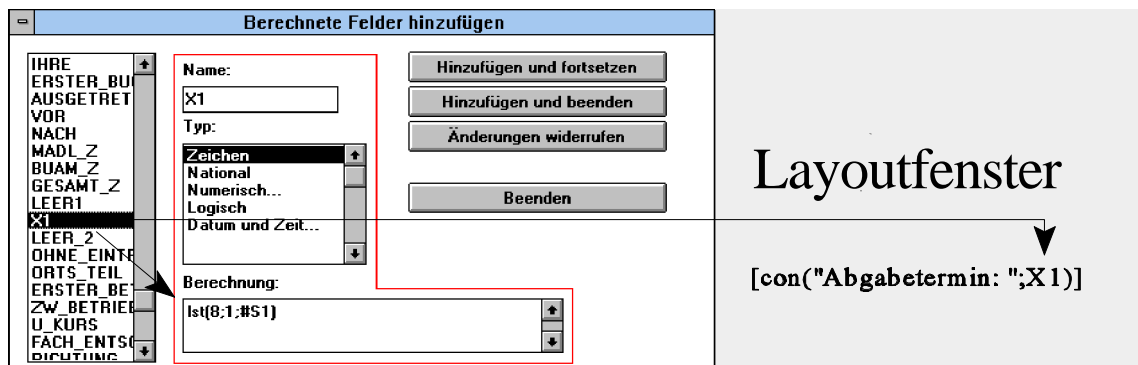 Berechnete Felder hinzufügen
IHRE
ERSTER_BU
AUSGETRET
VOR
NACH
MADL_Z
BUAM_Z
GESAMT_Z
LEER1
X1
LEER_2
OHNE_EINTR
ORTS_TEIL
ERSTER_BET
ZW_BETRIEB
U_KURS
FACH_ENTSC
RICHTUNG
Name:
X1
Typ:
Zeichen
National
Numerisch...
Logisch
Datum und Zeit...
Berechnung:
lst(8;1;#S1)
Hinzufügen und fortsetzen
Hinzufügen und beenden
Änderungen widerrufen
Beenden
Layoutfenster
[con("Abgabetermin: ";X1)]